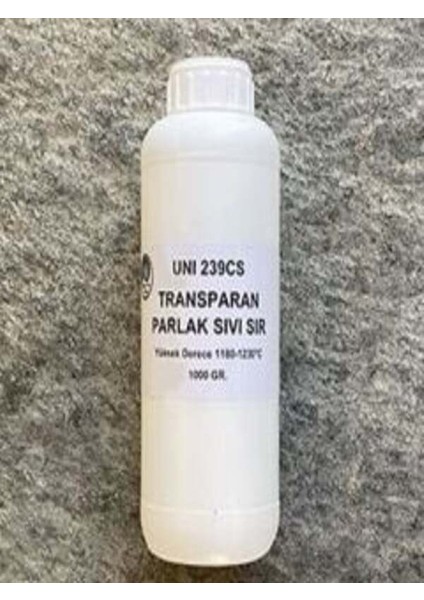 UNI 239CS
TRANSPARAN
PARLAK SIVI SIR
Yüksek Derece 1180-1230°C
1000 GR.